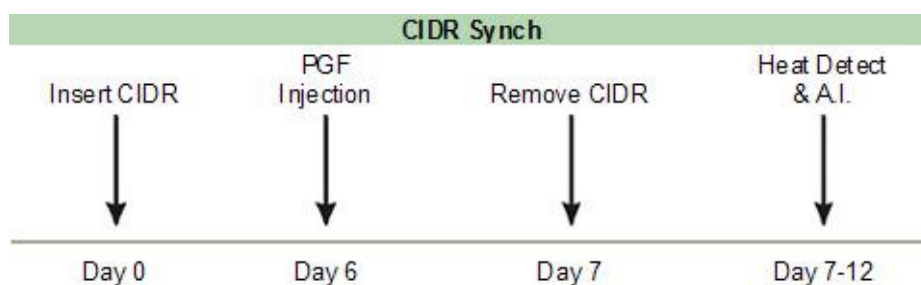 CIDR Synch
Insert CIDR
PGF
Injection
Remove CIDR
Heat Detect
& A.I.
Day 0
Day 6
Day 7
Day 7-12